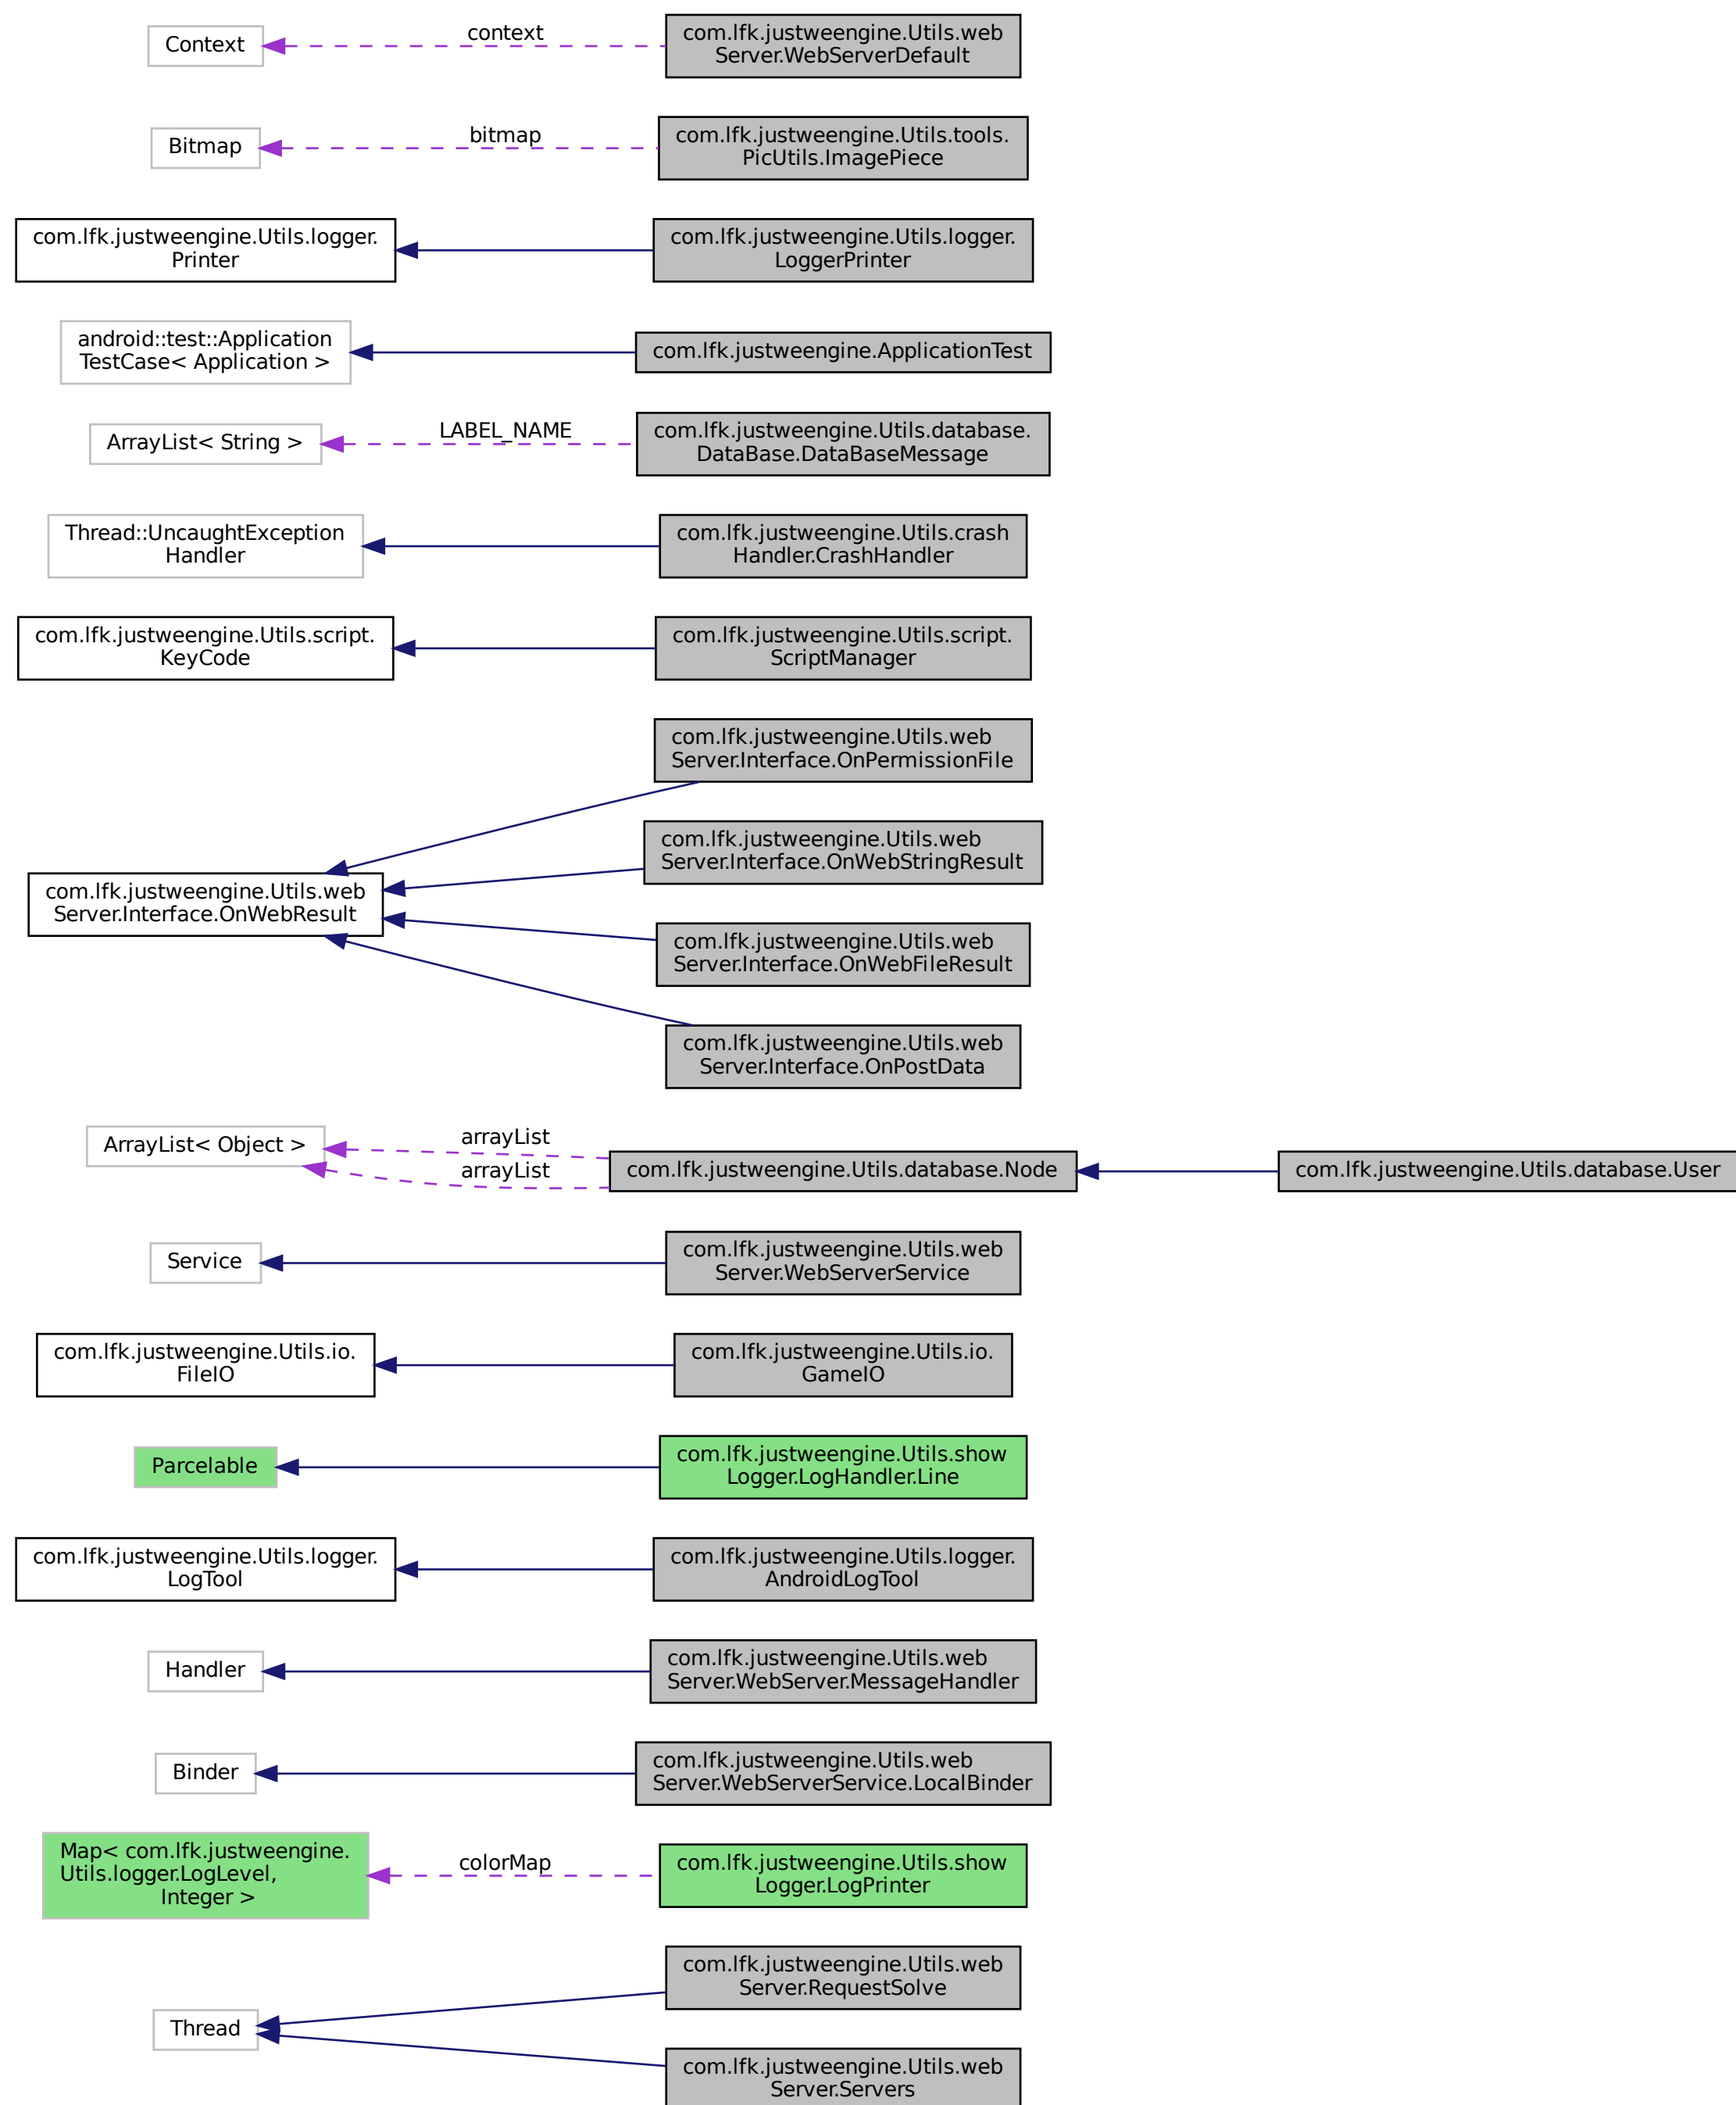 Context
context
com.lfk.justweengine.Utils.web
Server.WebServerDefault
Bitmap
bitmap
com.lfk.justweengine.Utils.tools.
PicUtils.ImagePiece
com.lfk.justweengine.Utils.logger.
Printer
com.lfk.justweengine.Utils.logger.
LoggerPrinter
android::test::Application
TestCase< Application >
com.lfk.justweengine.ApplicationTest
ArrayList< String >
LABEL_NAME
com.lfk.justweengine.Utils.database.
DataBase.DataBaseMessage
Thread::UncaughtException
Handler
com.lfk.justweengine.Utils.crash
Handler.CrashHandler
com.lfk.justweengine.Utils.script.
KeyCode
com.lfk.justweengine.Utils.script.
ScriptManager
com.lfk.justweengine.Utils.web
Server.Interface.OnPermissionFile
com.lfk.justweengine.Utils.web
Server.Interface.OnWebStringResult
com.lfk.justweengine.Utils.web
Server.Interface.OnWebResult
com.lfk.justweengine.Utils.web
Server.Interface.OnWebFileResult
com.lfk.justweengine.Utils.web
Server.Interface.OnPostData
ArrayList< Object >
arrayList
arrayList
com.lfk.justweengine.Utils.database.Node
com.lfk.justweengine.Utils.database.User
Service
com.lfk.justweengine.Utils.web
Server.WebServerService
com.lfk.justweengine.Utils.io.
FileIO
com.lfk.justweengine.Utils.io.
GameIO
Parcelable
com.lfk.justweengine.Utils.show
Logger.LogHandler.Line
com.lfk.justweengine.Utils.logger.
LogTool
com.lfk.justweengine.Utils.logger.
AndroidLogTool
Handler
com.lfk.justweengine.Utils.web
Server.WebServer.MessageHandler
Binder
com.lfk.justweengine.Utils.web
Server.WebServerService.LocalBinder
Map< com.lfk.justweengine.
Utils.logger.LogLevel,
Integer >
colorMap
com.lfk.justweengine.Utils.show
Logger.LogPrinter
com.lfk.justweengine.Utils.web
Server.RequestSolve
Thread
com.lfk.justweengine.Utils.web
Server.Servers